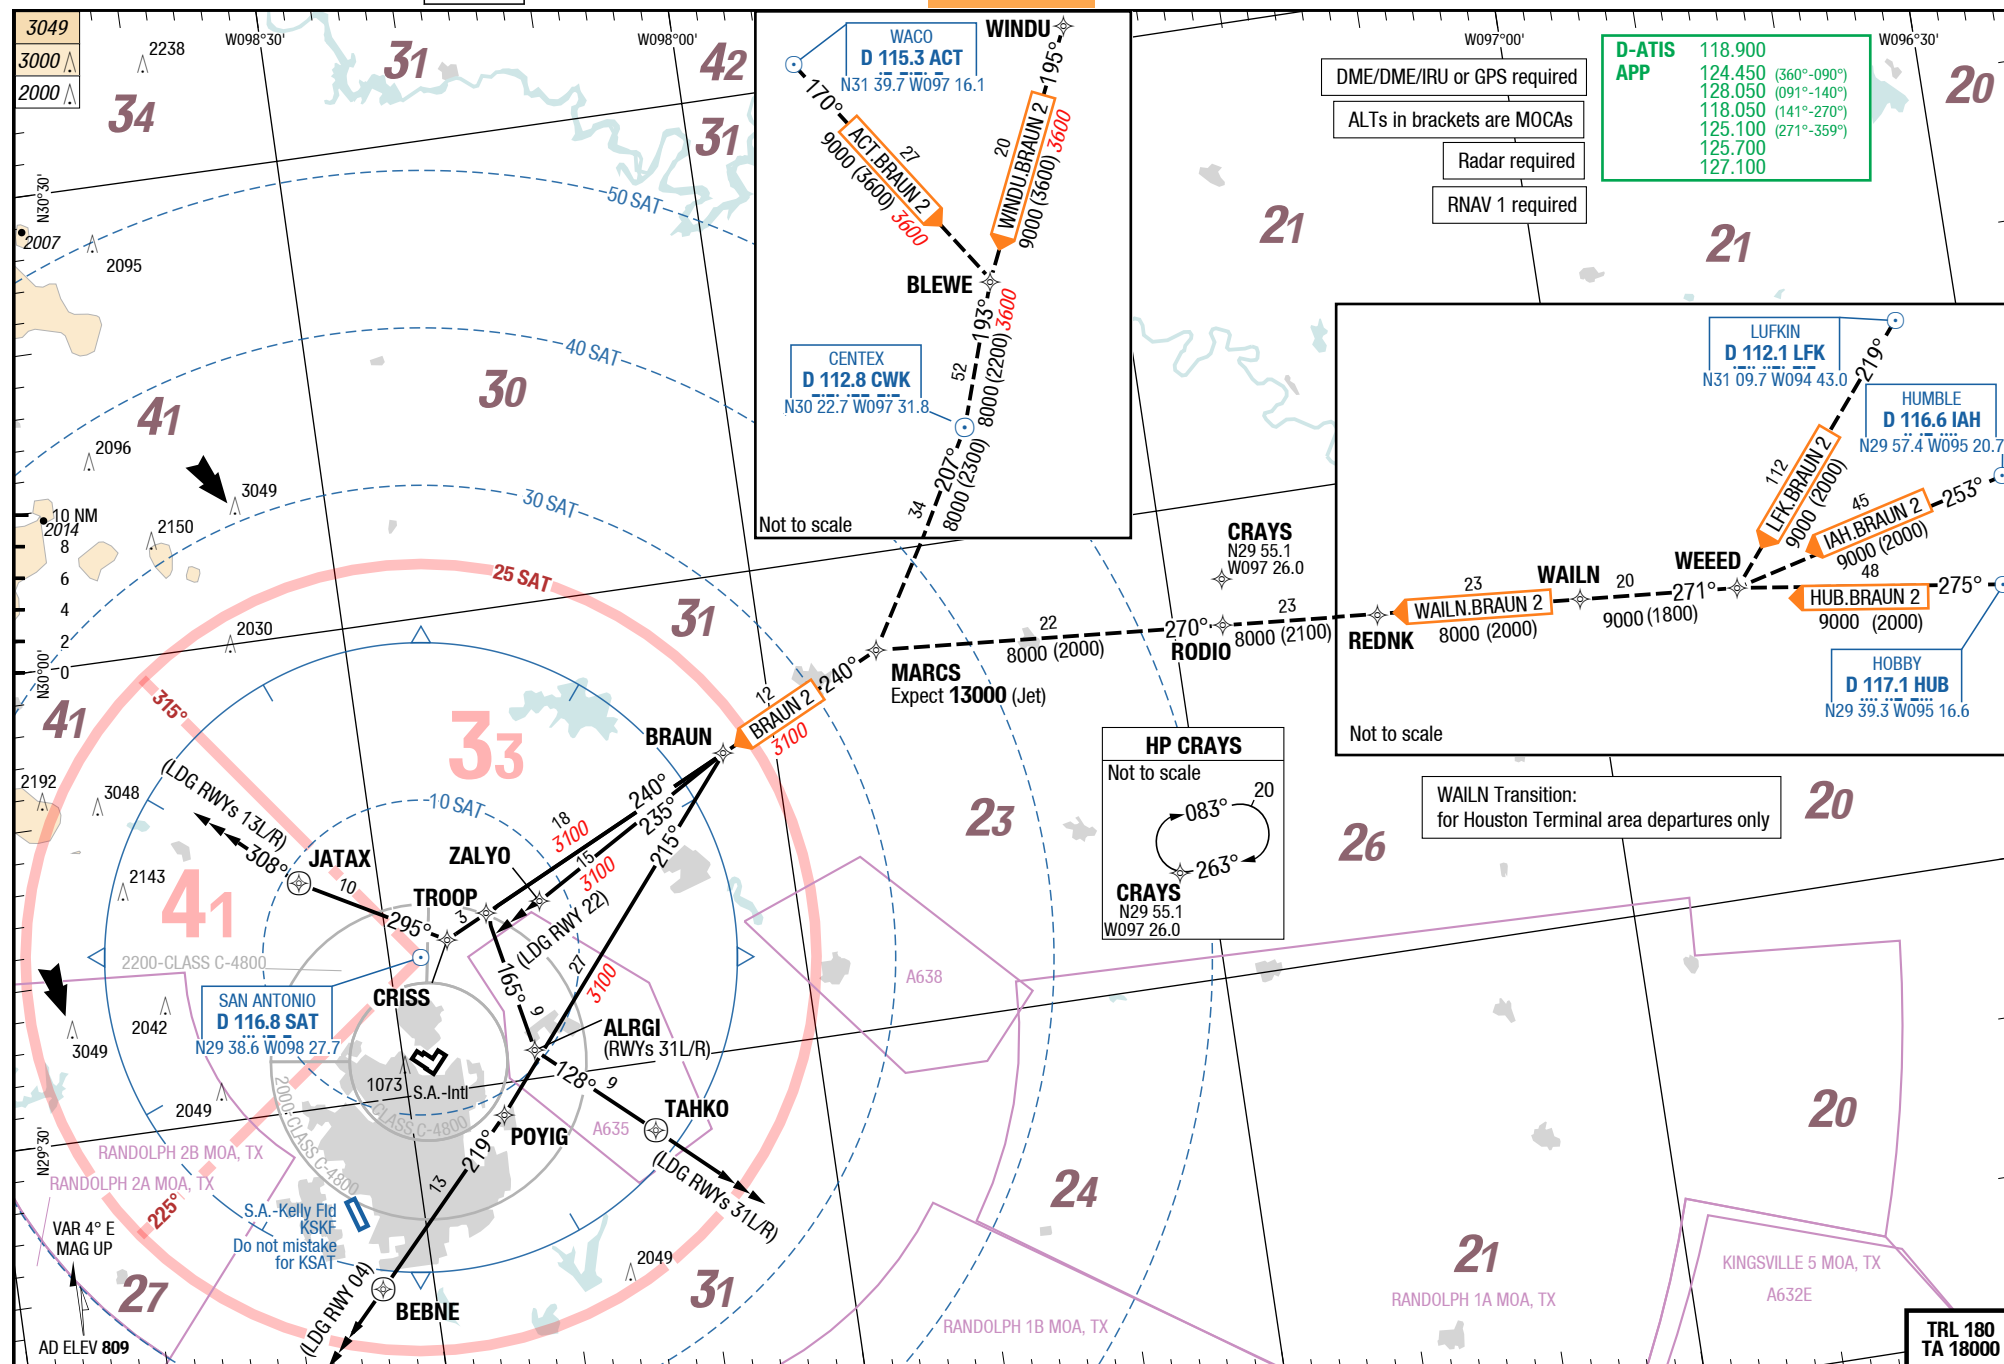 3049
3000
2000
2238
W098°30'
W098°00'
W097°00'
W096°30'
31
42
34
31
20
WINDU
WACO
D 115.3 ACT
N31 39.7 W097 16.1
170°
195°
ACT.BRAUN 2
27
9000 (3600) 3600
WINDU.BRAUN 2
20
9000 (3600) 3600
BLEWE
193°
52
8000 (2200) 3600
CENTEX
D 112.8 CWK
N30 22.7 W097 31.8
207°
34
8000 (2300)
Not to scale
DME/DME/IRU or GPS required
ALTs in brackets are MOCAs
Radar required
RNAV 1 required
D-ATIS 118.900
APP 124.450 (360°-090°)
128.050 (091°-140°)
118.050 (141°-270°)
125.100 (271°-359°)
125.700
127.100
N30°30'
2007
2095
50 SAT
21
21
40 SAT
30
41
2096
3049
2150
30 SAT
10 NM
2014
8
6
4
2
0
N30°00'
25 SAT
2030
31
41
315°
33
LUFKIN
D 112.1 LFK
N31 09.7 W094 43.0
219°
HUMBLE
D 116.6 IAH
N29 57.4 W095 20.7
112
LFK.BRAUN 2
9000 (2000)
45
IAH.BRAUN 2
253°
9000 (2000)
48
HUB.BRAUN 2
275°
9000 (2000)
WEEED
271°
WAILN
20
9000 (1800)
23
WAILN.BRAUN 2
8000 (2000)
HOBBY
D 117.1 HUB
N29 39.3 W095 16.6
Not to scale
CRAYS
N29 55.1
W097 26.0
REDNK
23
8000 (2100)
RODIO
270°
22
8000 (2000)
MARCS
Expect 13000 (Jet)
240°
12
BRAUN 2
3100
BRAUN
240°
235°
215°
18
3100
15
3100
27
3100
HP CRAYS
Not to scale
083°
20
263°
CRAYS
N29 55.1
W097 26.0
WAILN Transition:
for Houston Terminal area departures only
20
23
26
2192
3048
(LDG RWYs 13L/R)
308°
JATAX
10
295°
10 SAT
ZALYO
TROOP
3
(LDG RWY 22)
2143
41
2200-CLASS C-4800
CRISS
165°
9
A638
SAN ANTONIO
D 116.8 SAT
N29 38.6 W098 27.7
2042
3049
ALRGI
(RWYs 31L/R)
128°
9
1073
S.A.-Intl
CLASS C-4800
2000-CLASS C-4800
2049
TAHKO
POYIG
A635
(LDG RWYs 31L/R)
N29°30'
RANDOLPH 2B MOA, TX
RANDOLPH 2A MOA, TX
225°
219°
13
S.A.-Kelly Fld
KSKF
Do not mistake
for KSAT
VAR 4° E
MAG UP
27
AD ELEV 809
(LDG RWY 04)
BEBNE
2049
31
24
20
21
RANDOLPH 1B MOA, TX
RANDOLPH 1A MOA, TX
KINGSVILLE 5 MOA, TX
A632E
TRL 180
TA 18000